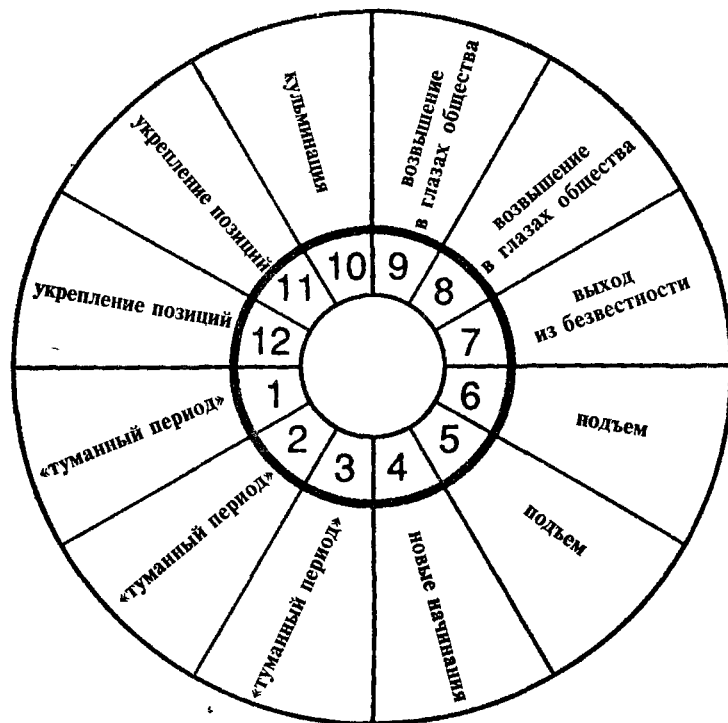 кульминация
возвышение
в глазах общества
возвышение
в глазах общества
выход
из безвестности
подъем
подъем
новые начинания
«туманный период»
«туманный период»
«туманный период»
укрепление позиций
укрепление позиций
10
9
8
7
6
5
4
3
2
1
12
11